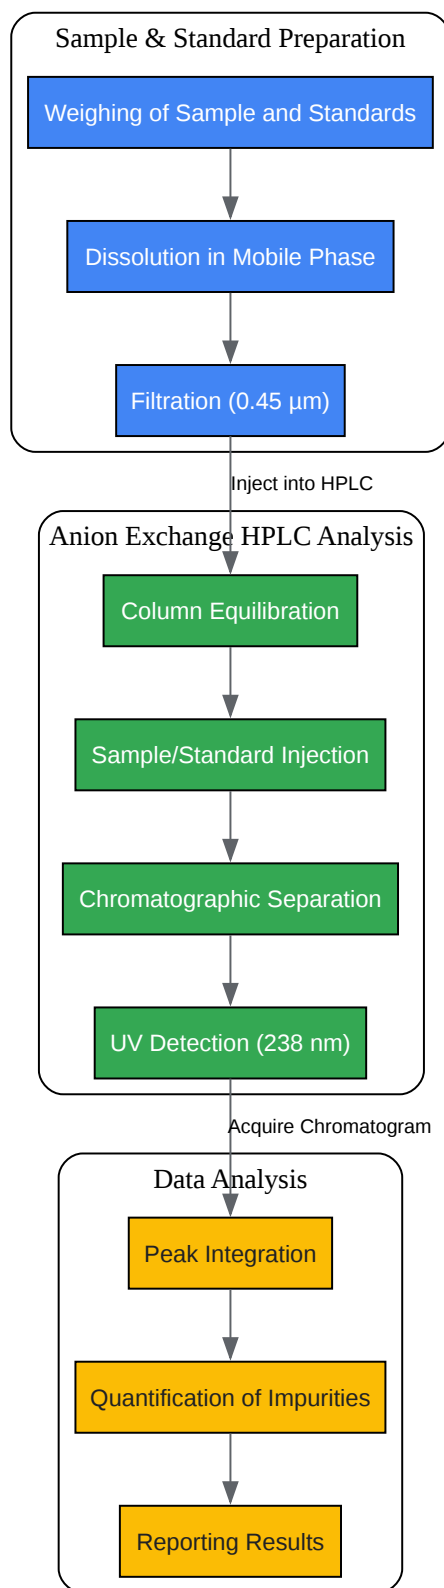 Sample & Standard Preparation
Weighing of Sample and Standards
Dissolution in Mobile Phase
Filtration (0.45 µm)
Inject into HPLC
Anion Exchange HPLC Analysis
Column Equilibration
Sample/Standard Injection
Chromatographic Separation
UV Detection (238 nm)
Acquire Chromatogram
Data Analysis
Peak Integration
Quantification of Impurities
Reporting Results